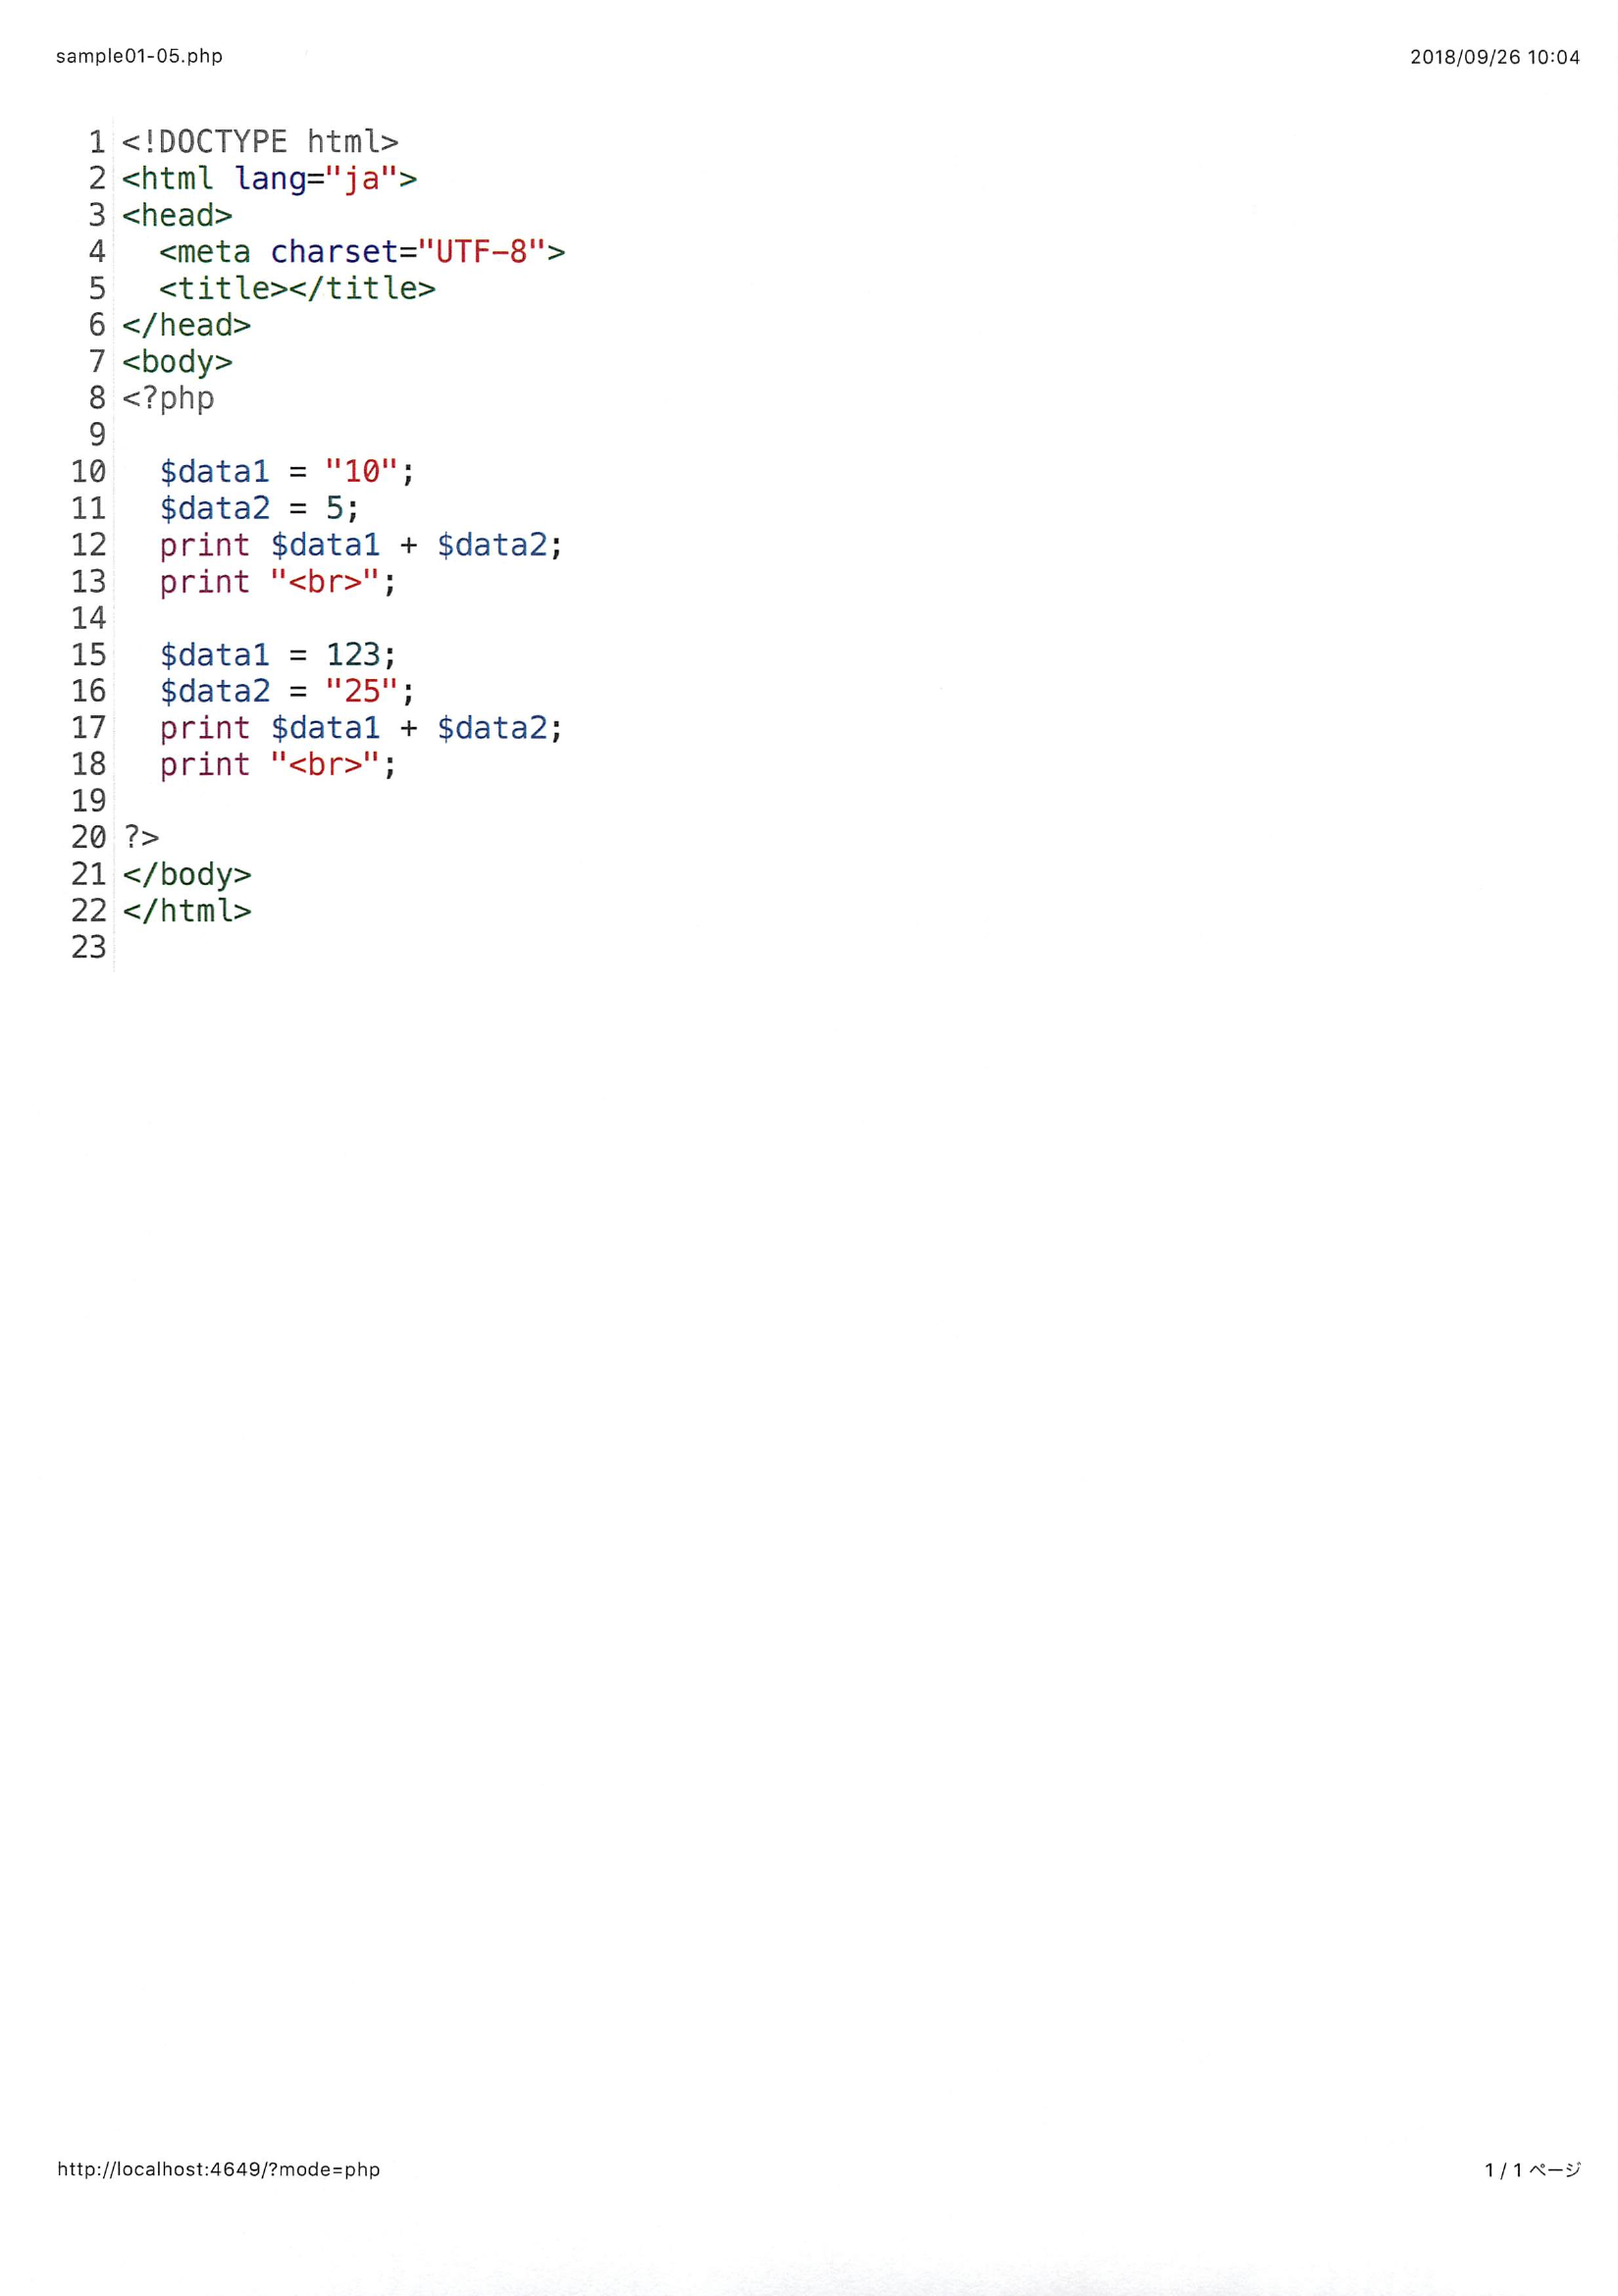 sample01-05.php
2018/09/26 10:04
1 <!DOCTYPE html>
2 <html lang="ja">
3 <head>
4   <meta charset="UTF-8">
5   <title></title>
6 </head>
7 <body>
8 <?php
9
10   $data1 = "10";
11   $data2 = 5;
12   print $data1 + $data2;
13   print "<br>";
14
15   $data1 = 123;
16   $data2 = "25";
17   print $data1 + $data2;
18   print "<br>";
19
20 ?>
21 </body>
22 </html>
23
http://localhost:4649/?mode=php
1 / 1 ページ